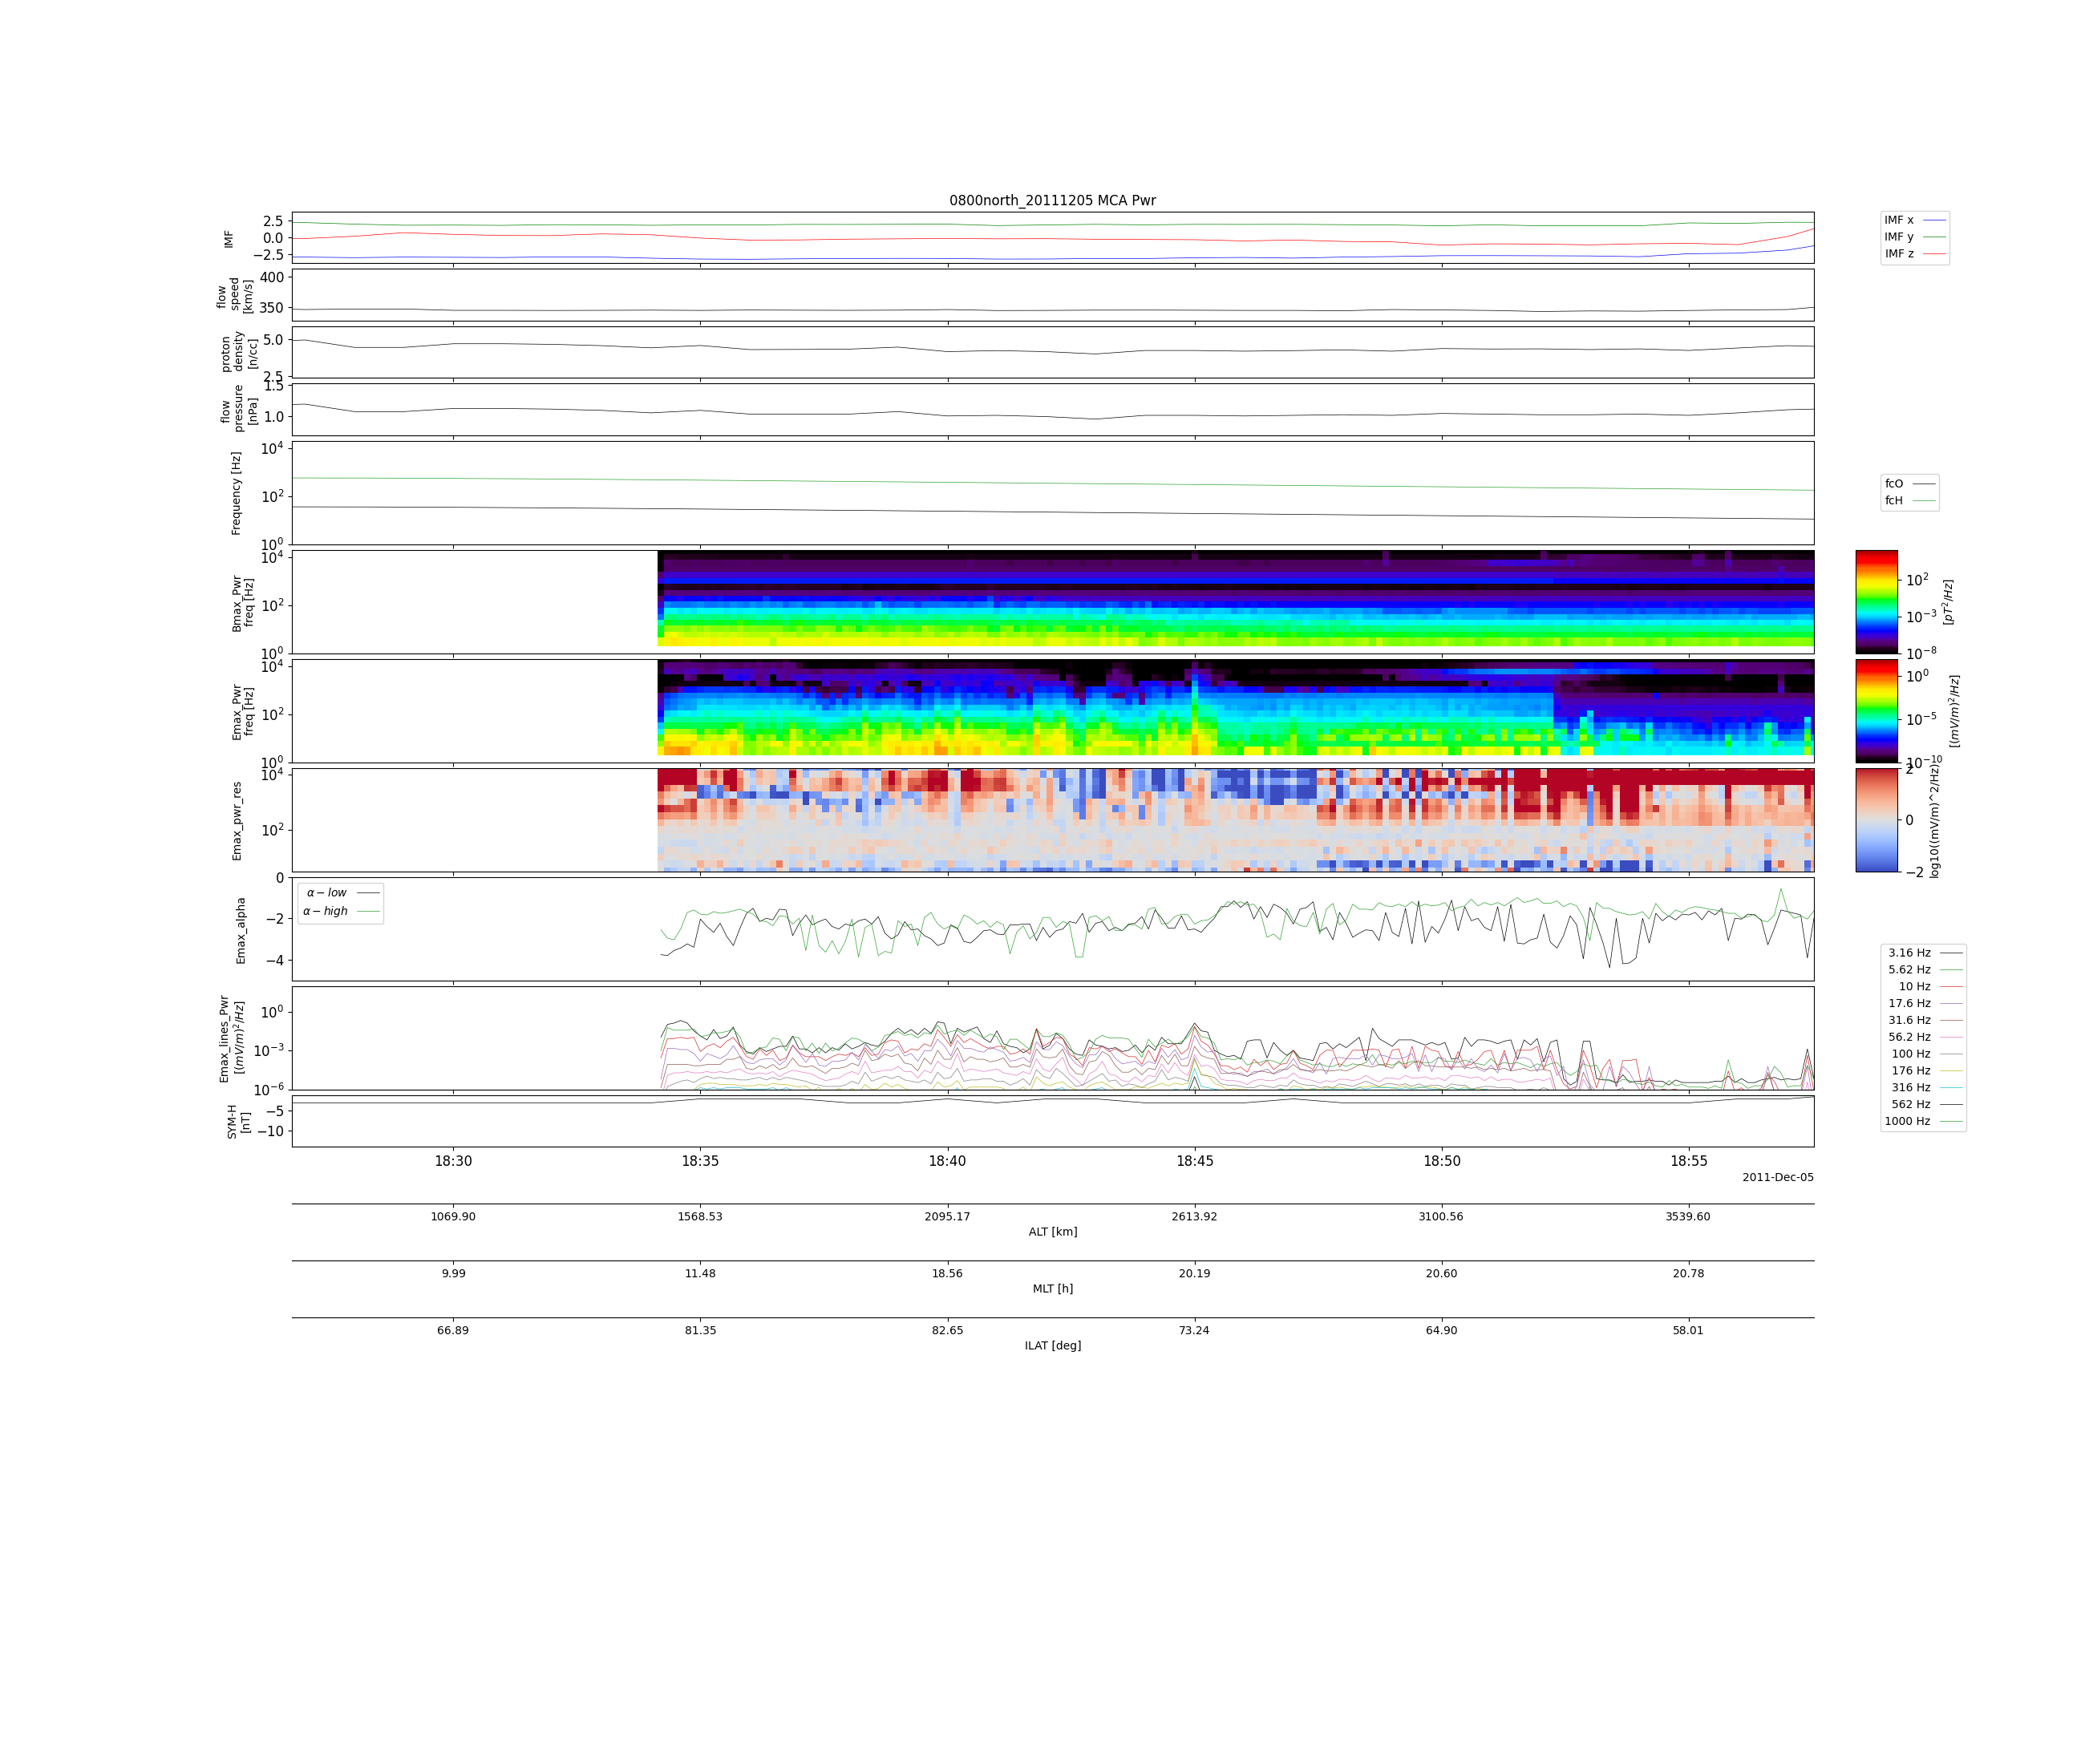 0800north_20111205 MCA Pwr
IMF
2.5
0.0
−2.5
IMF x
IMF y
IMF z
flow
speed
[km/s]
400
350
proton
density
[n/cc]
5.0
2.5
flow
pressure
[nPa]
1.5
1.0
Frequency [Hz]
10^4
10^2
10^0
fcO
fcH
Bmax_Pwr
freq [Hz]
10^4
10^2
10^0
10^2
10^−3
10^−8
[pT^2/Hz]
Emax_Pwr
freq [Hz]
10^4
10^2
10^0
10^0
10^−5
10^−10
[(mV/m)^2/Hz]
Emax_pwr_res
10^4
10^2
2
0
−2
log10(((mV/m)^2/Hz)
Emax_alpha
0
−2
−4
α − low
α − high
Emax_lines_Pwr
[(mV/m)^2/Hz]
10^0
10^−3
10^−6
3.16 Hz
5.62 Hz
10 Hz
17.6 Hz
31.6 Hz
56.2 Hz
100 Hz
176 Hz
316 Hz
562 Hz
1000 Hz
SYM-H
[nT]
−5
−10
18:30 18:35 18:40 18:45 18:50 18:55
2011-Dec-05
1069.90 1568.53 2095.17 2613.92 3100.56 3539.60
ALT [km]
9.99 11.48 18.56 20.19 20.60 20.78
MLT [h]
66.89 81.35 82.65 73.24 64.90 58.01
ILAT [deg]